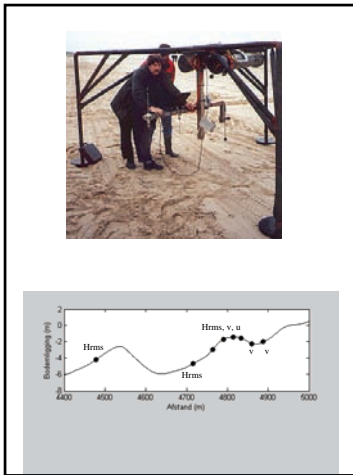 Hrms, v, u
Hrms
v v
Hrms
2
0
-2
-4
-6
-8
Bodemligging (m)
4400 4500 4600 4700 4800 4900 5000
Afstand (m)